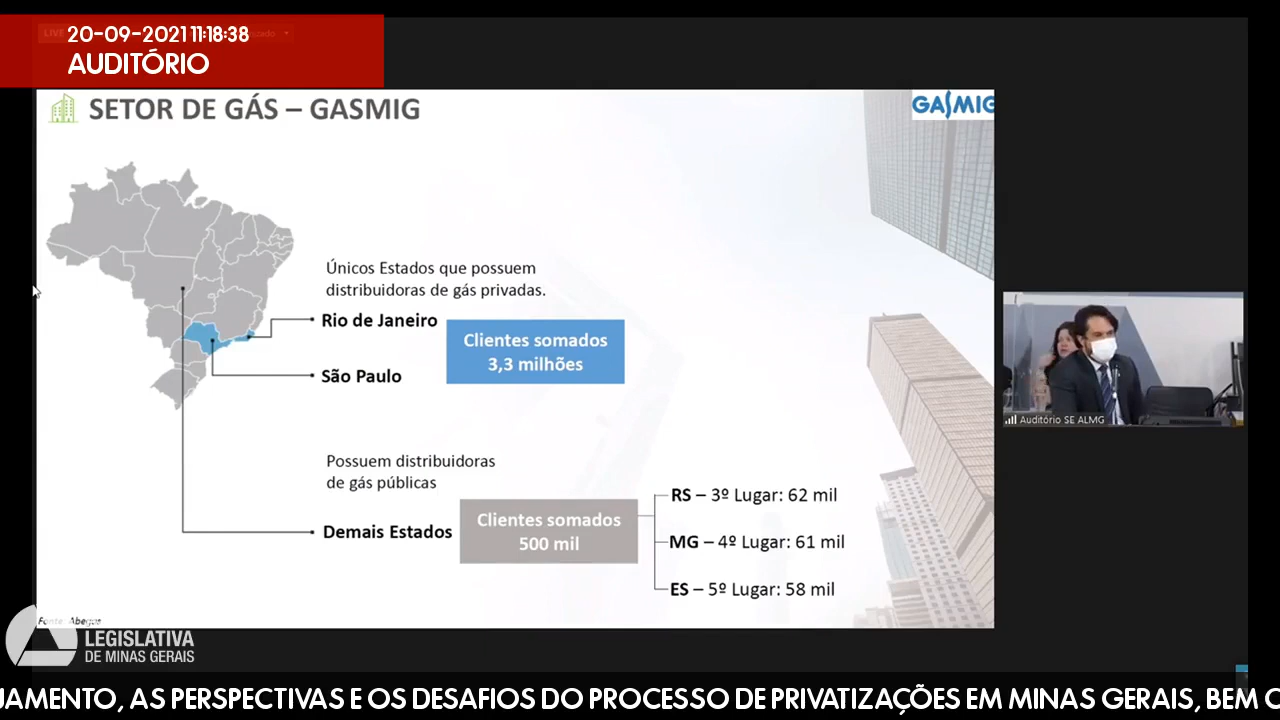 LIVE
20-09-2021 11:18:38
AUDITÓRIO
SETOR DE GÁS – GASMIG
GASMIG
Únicos Estados que possuem
distribuidoras de gás privadas.
Rio de Janeiro
Clientes somados
3,3 milhões
São Paulo
Auditório SE ALMG
Possuem distribuidoras
de gás públicas
Demais Estados
Clientes somados
500 mil
RS – 3º Lugar: 62 mil
MG – 4º Lugar: 61 mil
ES – 5º Lugar: 58 mil
Fonte Abegas
LEGISLATIVA
DE MINAS GERAIS
JAMENTO, AS PERSPECTIVAS E OS DESAFIOS DO PROCESSO DE PRIVATIZAÇÕES EM MINAS GERAIS, BEM